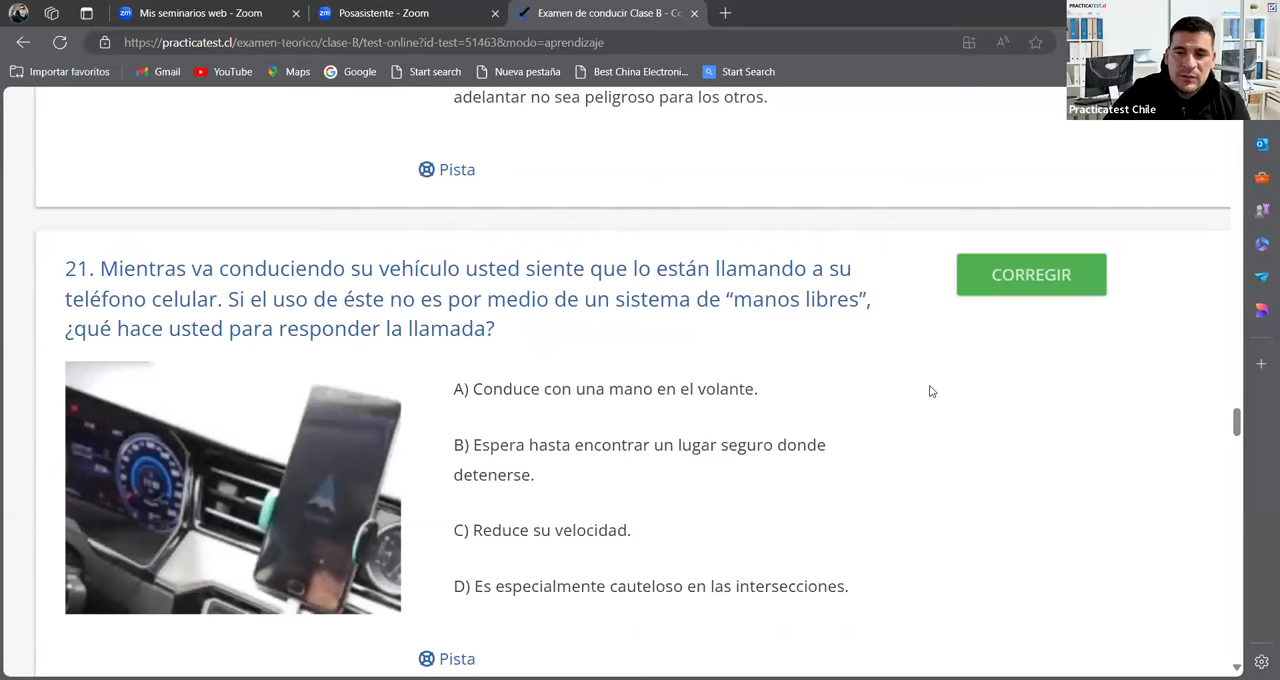 Mis seminarios web - Zoom
Posasistente - Zoom
Examen de conducir Clase B - Co
https://practicatest.cl/examen-teorico/clase-B/test-online?id-test=51463&modo=aprendizaje
Importar favoritos
Gmail
YouTube
Maps
Google
Start search
Nueva pestaña
Best China Electroni...
Start Search
PRACTICATEST.cl
Practicatest Chile
adelantar no sea peligroso para los otros.
Pista
21. Mientras va conduciendo su vehículo usted siente que lo están llamando a su
teléfono celular. Si el uso de éste no es por medio de un sistema de “manos libres”,
¿qué hace usted para responder la llamada?
CORREGIR
A) Conduce con una mano en el volante.
B) Espera hasta encontrar un lugar seguro donde
detenerse.
C) Reduce su velocidad.
D) Es especialmente cauteloso en las intersecciones.
Pista